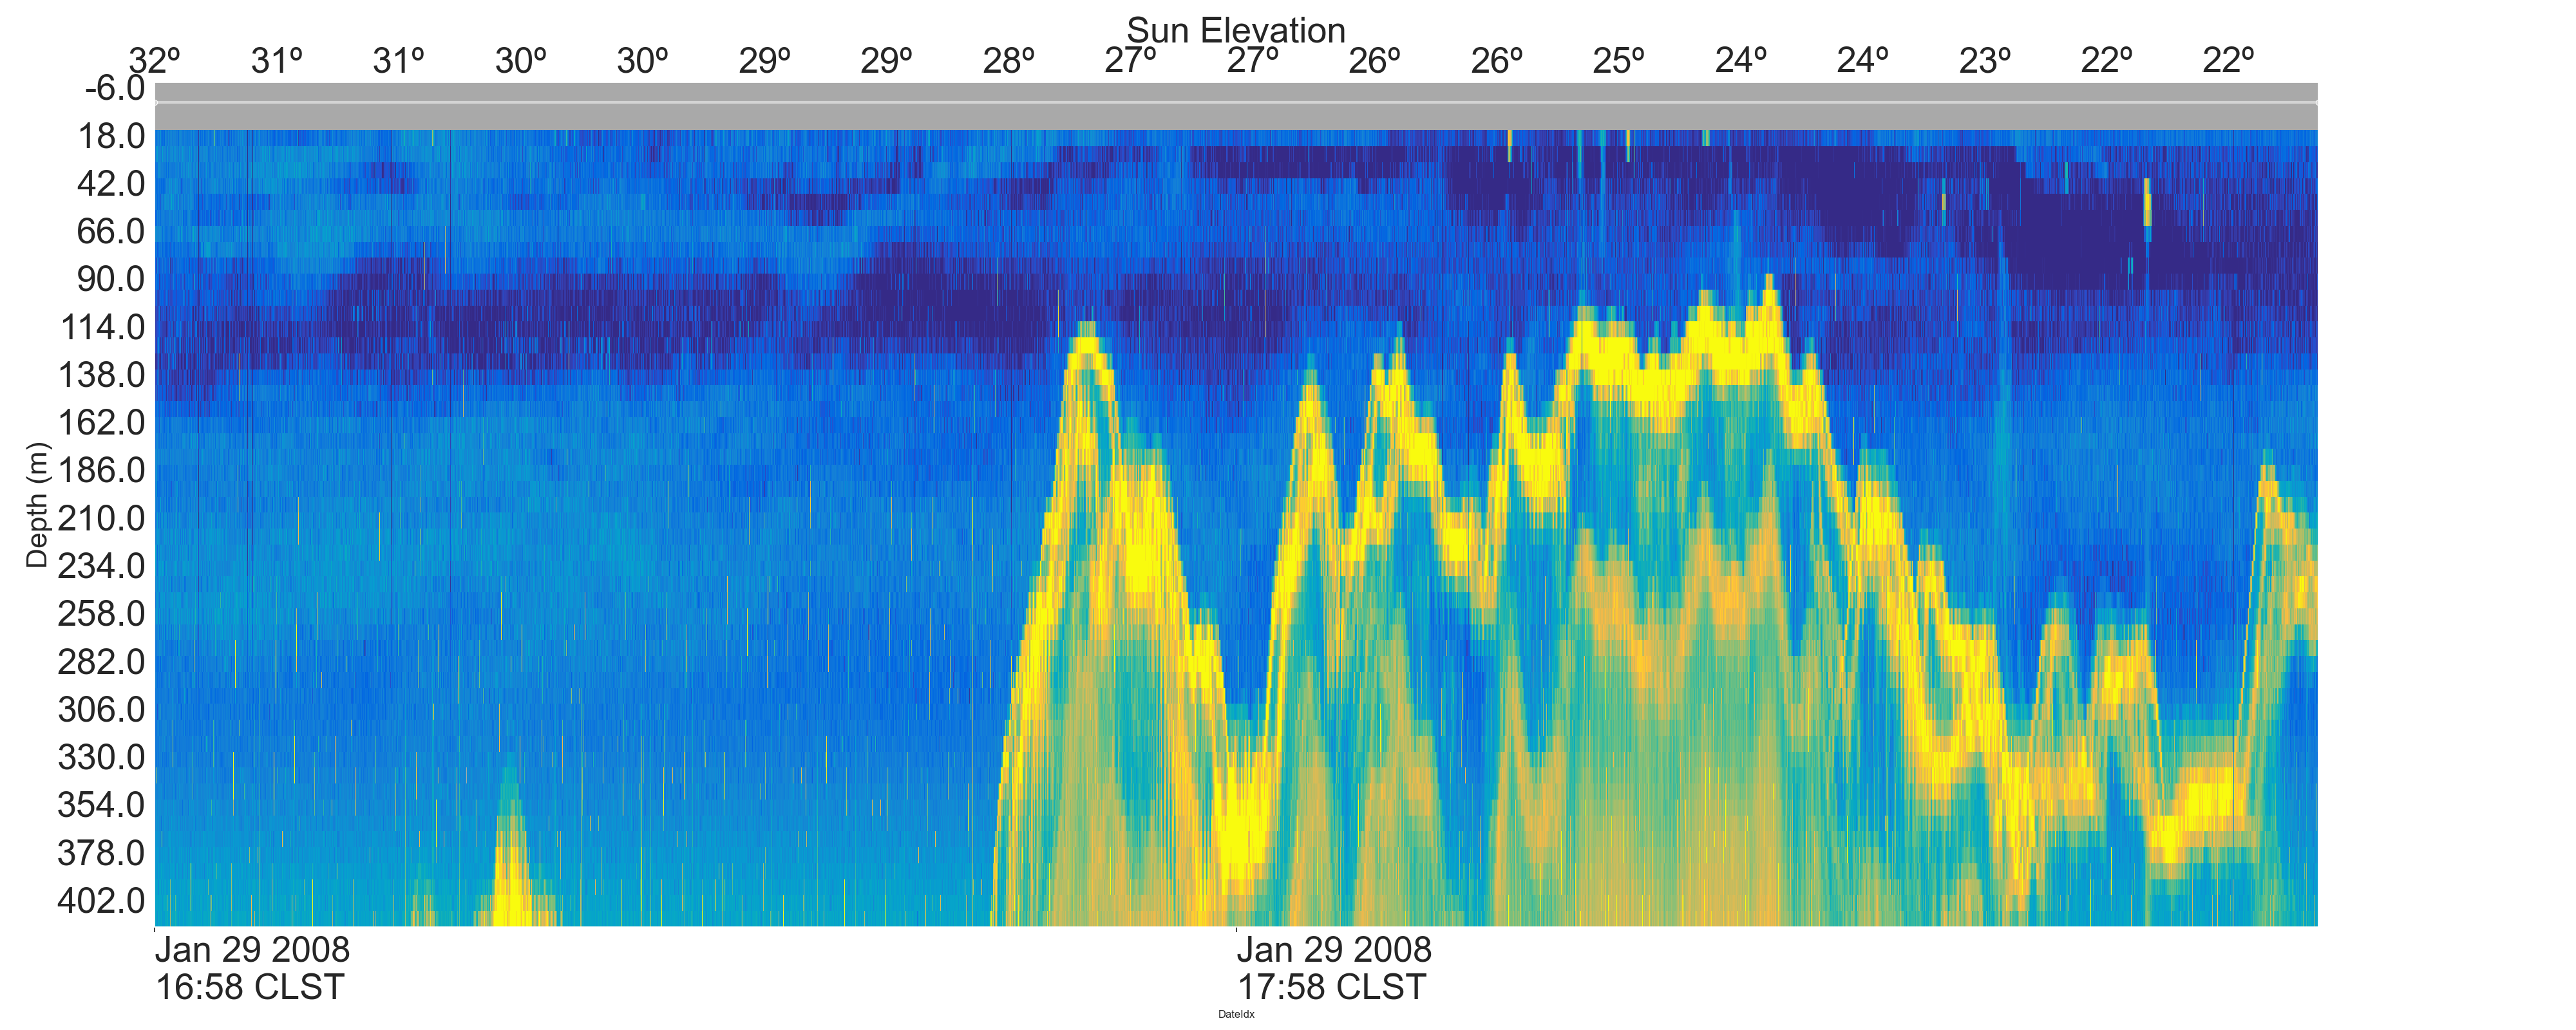 Sun Elevation
32º 31º 31º 30º 30º 29º 29º 28º 27º 27º 26º 26º 25º 24º 24º 23º 22º 22º
-6.0
18.0
42.0
66.0
90.0
114.0
138.0
162.0
186.0
210.0
234.0
258.0
282.0
306.0
330.0
354.0
378.0
402.0
Depth (m)
Jan 29 2008
16:58 CLST
Jan 29 2008
17:58 CLST
DateIdx